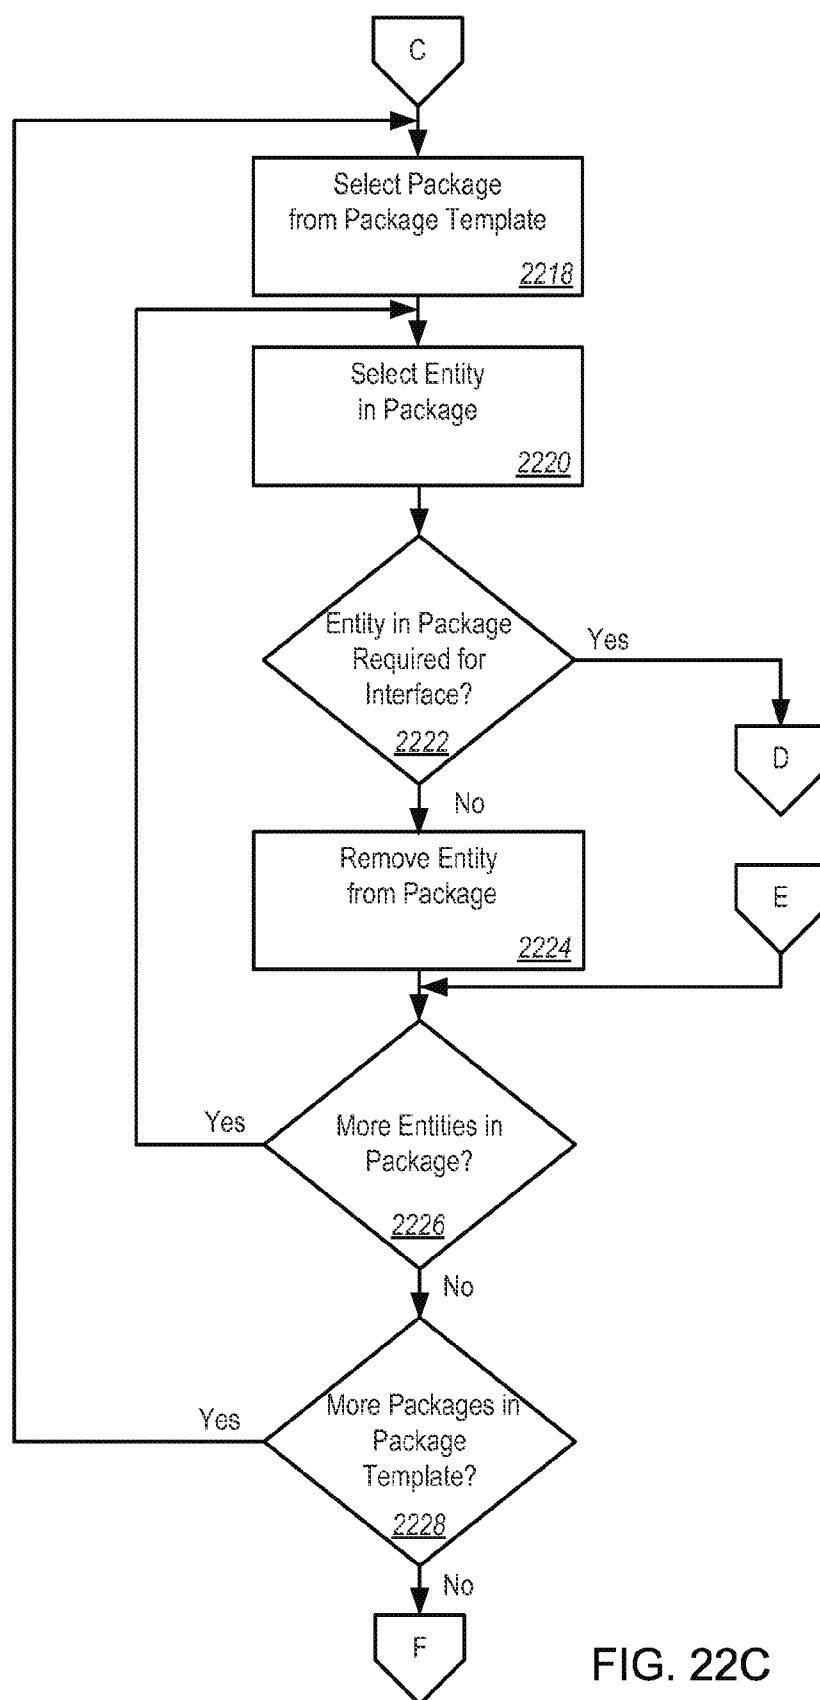 C
Select Package
from Package Template
2218
Select Entity
in Package
2220
Entity in Package
Required for
Interface?
2222
Yes
D
No
Remove Entity
from Package
2224
E
More Entities in
Package?
2226
Yes
No
More Packages in
Package
Template?
2228
Yes
No
F
FIG. 22C